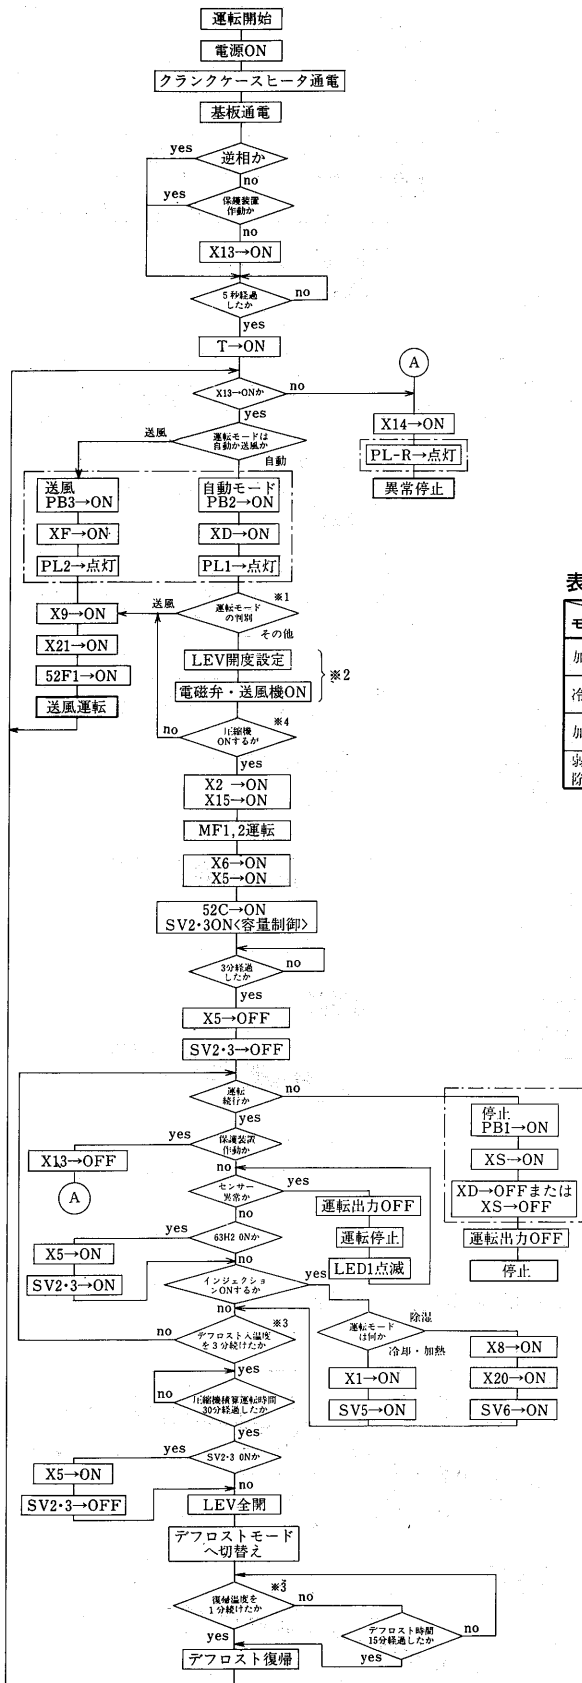 運転開始
電源ON
クランクケースヒータ通電
基板通電
yes
逆相か
no
yes
保護装置
作動か
no
X13→ON
5秒経過
したか
no
yes
T→ON
A
X13→ONか
no
yes
X14→ON
PL-R→点灯
異常停止
送風
運転モードは
自動か送風か
自動
送風
PB3→ON
自動モード
PB2→ON
XF→ON
XD→ON
PL2→点灯
PL1→点灯
※1
X9→ON
送風
運転モード
の判別
その他
X21→ON
LEV開度設定
※2
52F1→ON
電磁弁・送風機ON
送風運転
※4
no
圧縮機
ONするか
yes
X2→ON
X15→ON
MF1,2運転
X6→ON
X5→ON
52C→ON
SV2・3ON<容量制御>
3分経過
したか
no
yes
X5→OFF
SV2・3→OFF
運転
続行か
no
yes
停止
PB1→ON
yes
保護装置
作動か
X13→OFF
no
XS→ON
A
センサー
異常か
yes
運転出力OFF
XD→OFFまたは
XS→OFF
no
yes
63H2 ONか
運転停止
運転出力OFF
X5→ON
no
LED1点滅
停止
SV2・3→ON
インジェクショ
ンONするか
yes
no
※3
no
デフロスト入温度
を3分続けたか
運転モード
は何か
除湿
冷却・加熱
X8→ON
yes
X1→ON
X20→ON
no
圧縮機積算運転時間
30分経過したか
SV5→ON
SV6→ON
yes
yes
SV2・3 ONか
X5→ON
no
SV2・3→OFF
LEV全開
デフロストモード
へ切替え
※3
復帰温度を
1分続けたか
no
yes
デフロスト時間
15分経過したか
no
yes
デフロスト復帰
表